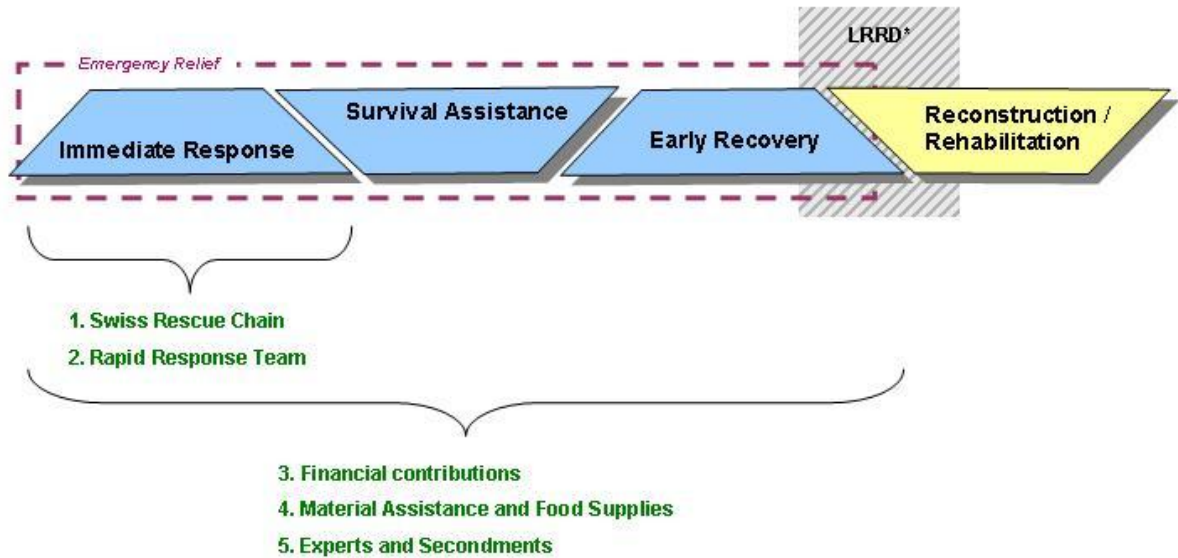 LRRD*
Emergency Relief
Immediate Response
Survival Assistance
Early Recovery
Reconstruction /
Rehabilitation
1. Swiss Rescue Chain
2. Rapid Response Team
3. Financial contributions
4. Material Assistance and Food Supplies
5. Experts and Secondments